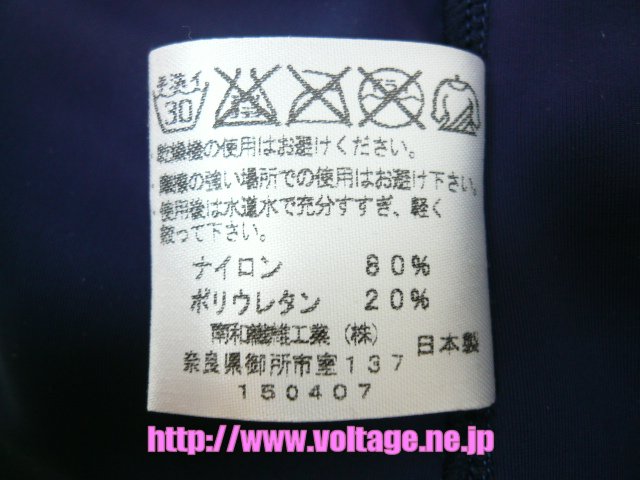 手洗イ
30
乾燥機の使用はお避けください。
の強い場所での使用はお避け下さい。
使用後は水道水で充分すすぎ、軽く
絞って下さい。
ナイロン 80%
ポリウレタン 20%
南和繊維工業(株)
日本製
奈良県御所市室137
150407
http://www.voltage.ne.jp